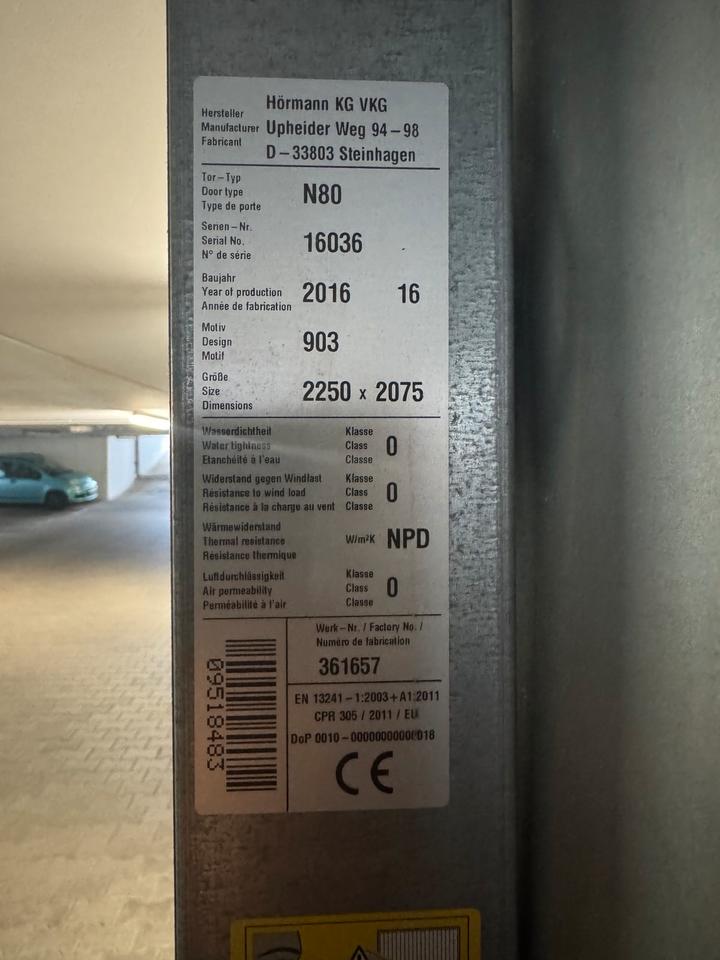 Hersteller
Manufacturer
Fabricant
Hörmann KG VKG
Upheider Weg 94 – 98
D – 33803 Steinhagen
Tor – Typ
Door type
Type de porte
N80
Serien – Nr.
Serial No.
N° de série
16036
Baujahr
Year of production
Année de fabrication
2016 16
Motiv
Design
Motif
903
Größe
Size
Dimensions
2250 x 2075
Wasserdichtheit
Water tightness
Etanchéité à l'eau
Klasse
Class
Classe
0
Widerstand gegen Windlast
Résistance to wind load
Résistance à la charge au vent
Klasse
Class
Classe
0
Wärmewiderstand
Thermal resistance
Résistance thermique
W/m²K NPD
Luftdurchlässigkeit
Air permeability
Perméabilité à l'air
Klasse
Class
Classe
0
09518483
Werk – Nr. / Factory No. /
Numéro de fabrication
361657
EN 13241 – 1:2003 + A1:2011
CPR 305 / 2011 / EU
DoP 0010 – 00000000000018
CE